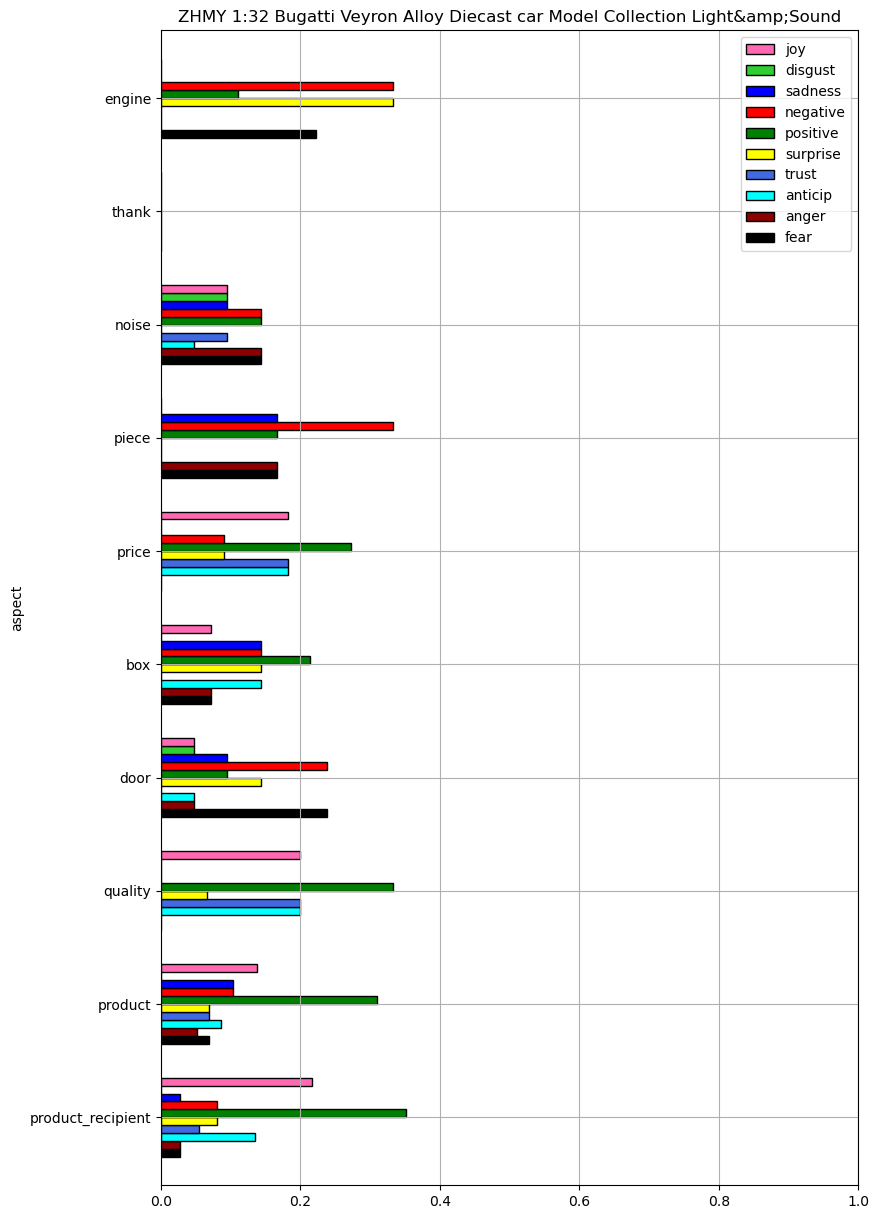 ZHMY 1:32 Bugatti Veyron Alloy Diecast car Model Collection Light&amp;Sound
joy
disgust
sadness
negative
positive
surprise
trust
anticip
anger
fear
engine
thank
noise
piece
price
box
door
quality
product
product_recipient
aspect
0.0 0.2 0.4 0.6 0.8 1.0